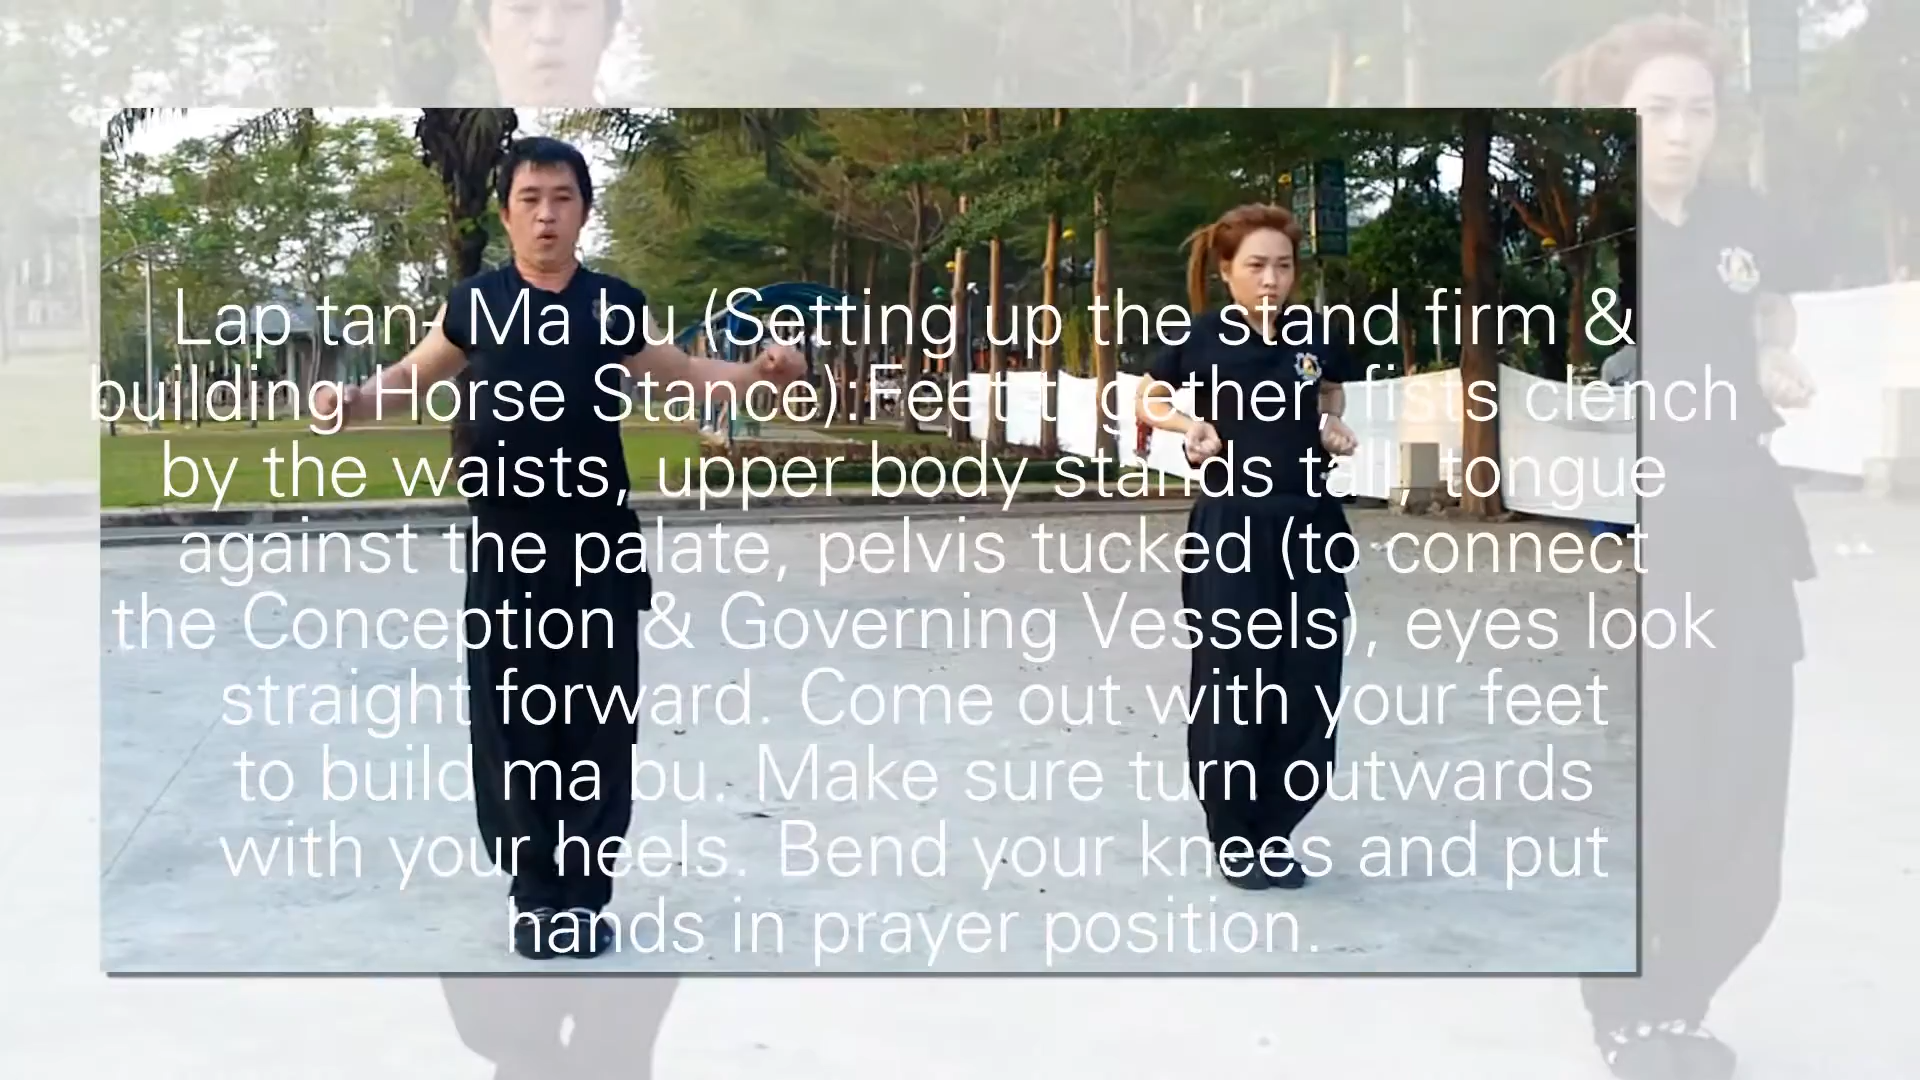 Lap tan- Ma bu (Setting up the stand firm &
building Horse Stance):Feet together, fists clench
by the waists, upper body stands tall, tongue
against the palate, pelvis tucked (to connect
the Conception & Governing Vessels), eyes look
straight forward. Come out with your feet
to build ma bu. Make sure turn outwards
with your heels. Bend your knees and put
hands in prayer position.